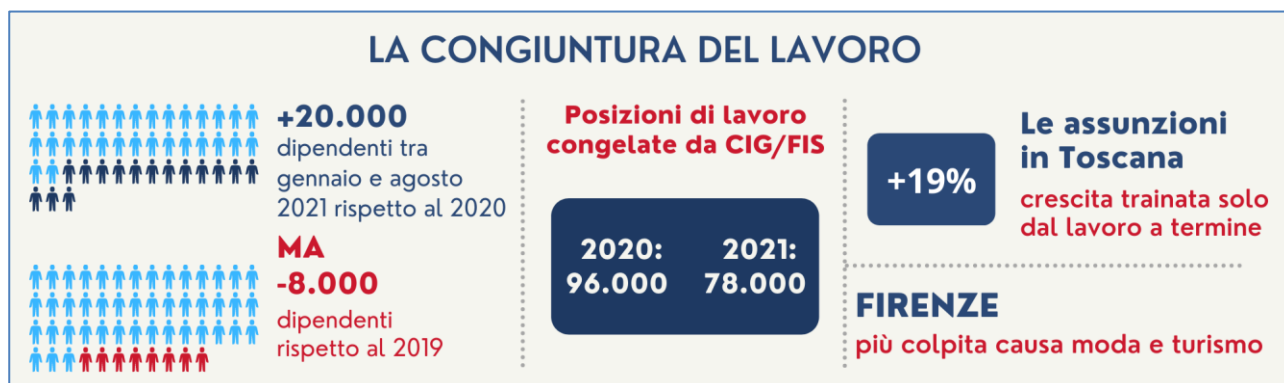 LA CONGIUNTURA DEL LAVORO
+20.000
dipendenti tra
gennaio e agosto
2021 rispetto al 2020
MA
-8.000
dipendenti
rispetto al 2019
Posizioni di lavoro
congelate da CIG/FIS
2020:
96.000
2021:
78.000
+19%
Le assunzioni
in Toscana
crescita trainata solo
dal lavoro a termine
FIRENZE
più colpita causa moda e turismo